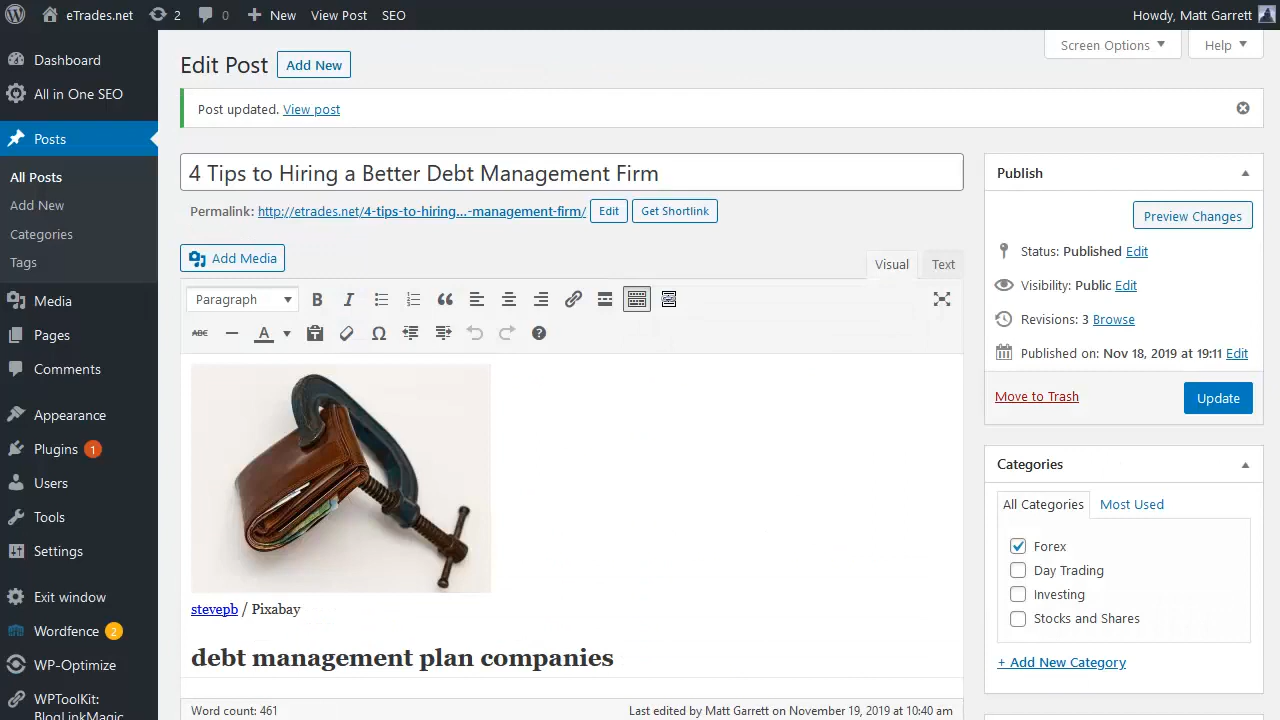 eTrades.net 2 0 New View Post SEO Howdy, Matt Garrett
Screen Options Help
Dashboard
All in One SEO
Posts
All Posts
Add New
Categories
Tags
Media
Pages
Comments
Appearance
Plugins 1
Users
Tools
Settings
Exit window
Wordfence 2
WP-Optimize
WPToolKit:
BlogLinkMagic
Edit Post Add New
Post updated. View post
4 Tips to Hiring a Better Debt Management Firm
Permalink: http://etrades.net/4-tips-to-hiring...-management-firm/ Edit Get Shortlink
Add Media
Visual Text
Paragraph B I
ABC A Ω
stevepb / Pixabay
debt management plan companies
Word count: 461 Last edited by Matt Garrett on November 19, 2019 at 10:40 am
Publish
Preview Changes
Status: Published Edit
Visibility: Public Edit
Revisions: 3 Browse
Published on: Nov 18, 2019 at 19:11 Edit
Move to Trash Update
Categories
All Categories Most Used
Forex
Day Trading
Investing
Stocks and Shares
+ Add New Category